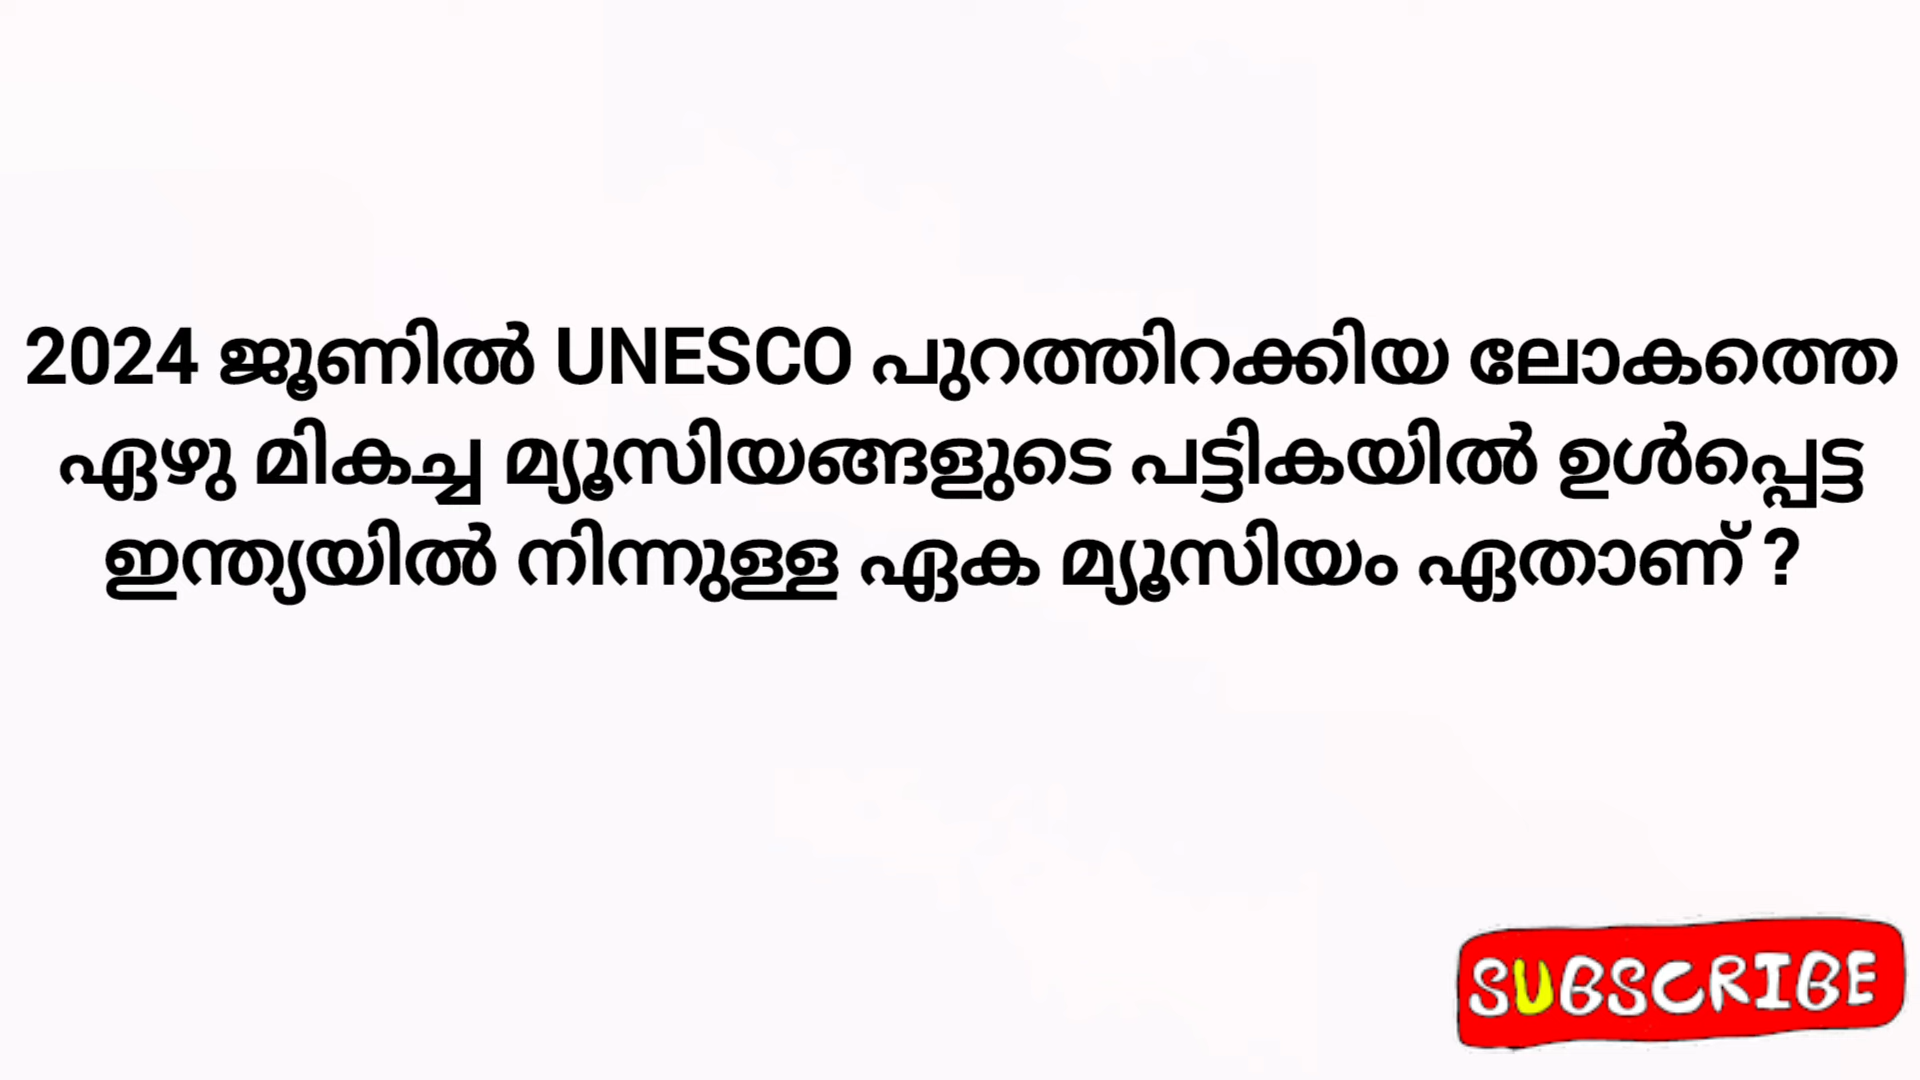 2024 ജൂണിൽ UNESCO പുറത്തിറക്കിയ ലോകത്തെ
ഏഴു മികച്ച മ്യൂസിയങ്ങളുടെ പട്ടികയിൽ ഉൾപ്പെട്ട
ഇന്ത്യയിൽ നിന്നുള്ള ഏക മ്യൂസിയം ഏതാണ് ?
SUBSCRIBE